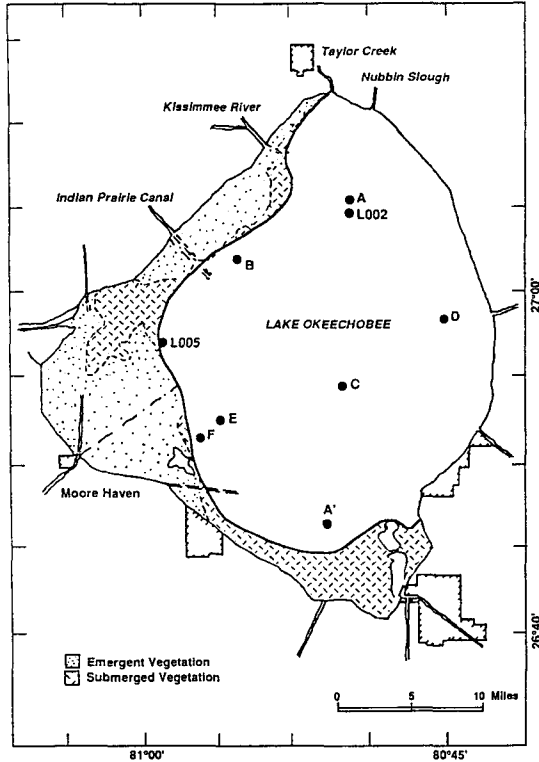 Taylor Creek
Nubbin Slough
Kissimmee River
Indian Prairie Canal
A
L002
B
27°00'
LAKE OKEECHOBEE
D
L005
C
E
F
Moore Haven
A'
26°40'
Emergent Vegetation
Submerged Vegetation
0 5 10 Miles
81°00'
80°45'